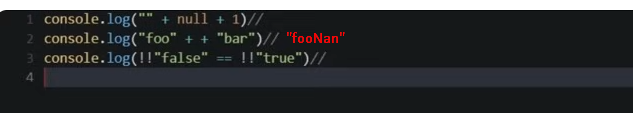 1 console.log("" + null + 1)//
2 console.log("foo" + + "bar")// "fooNan"
3 console.log(!!"false" == !!"true")//
4